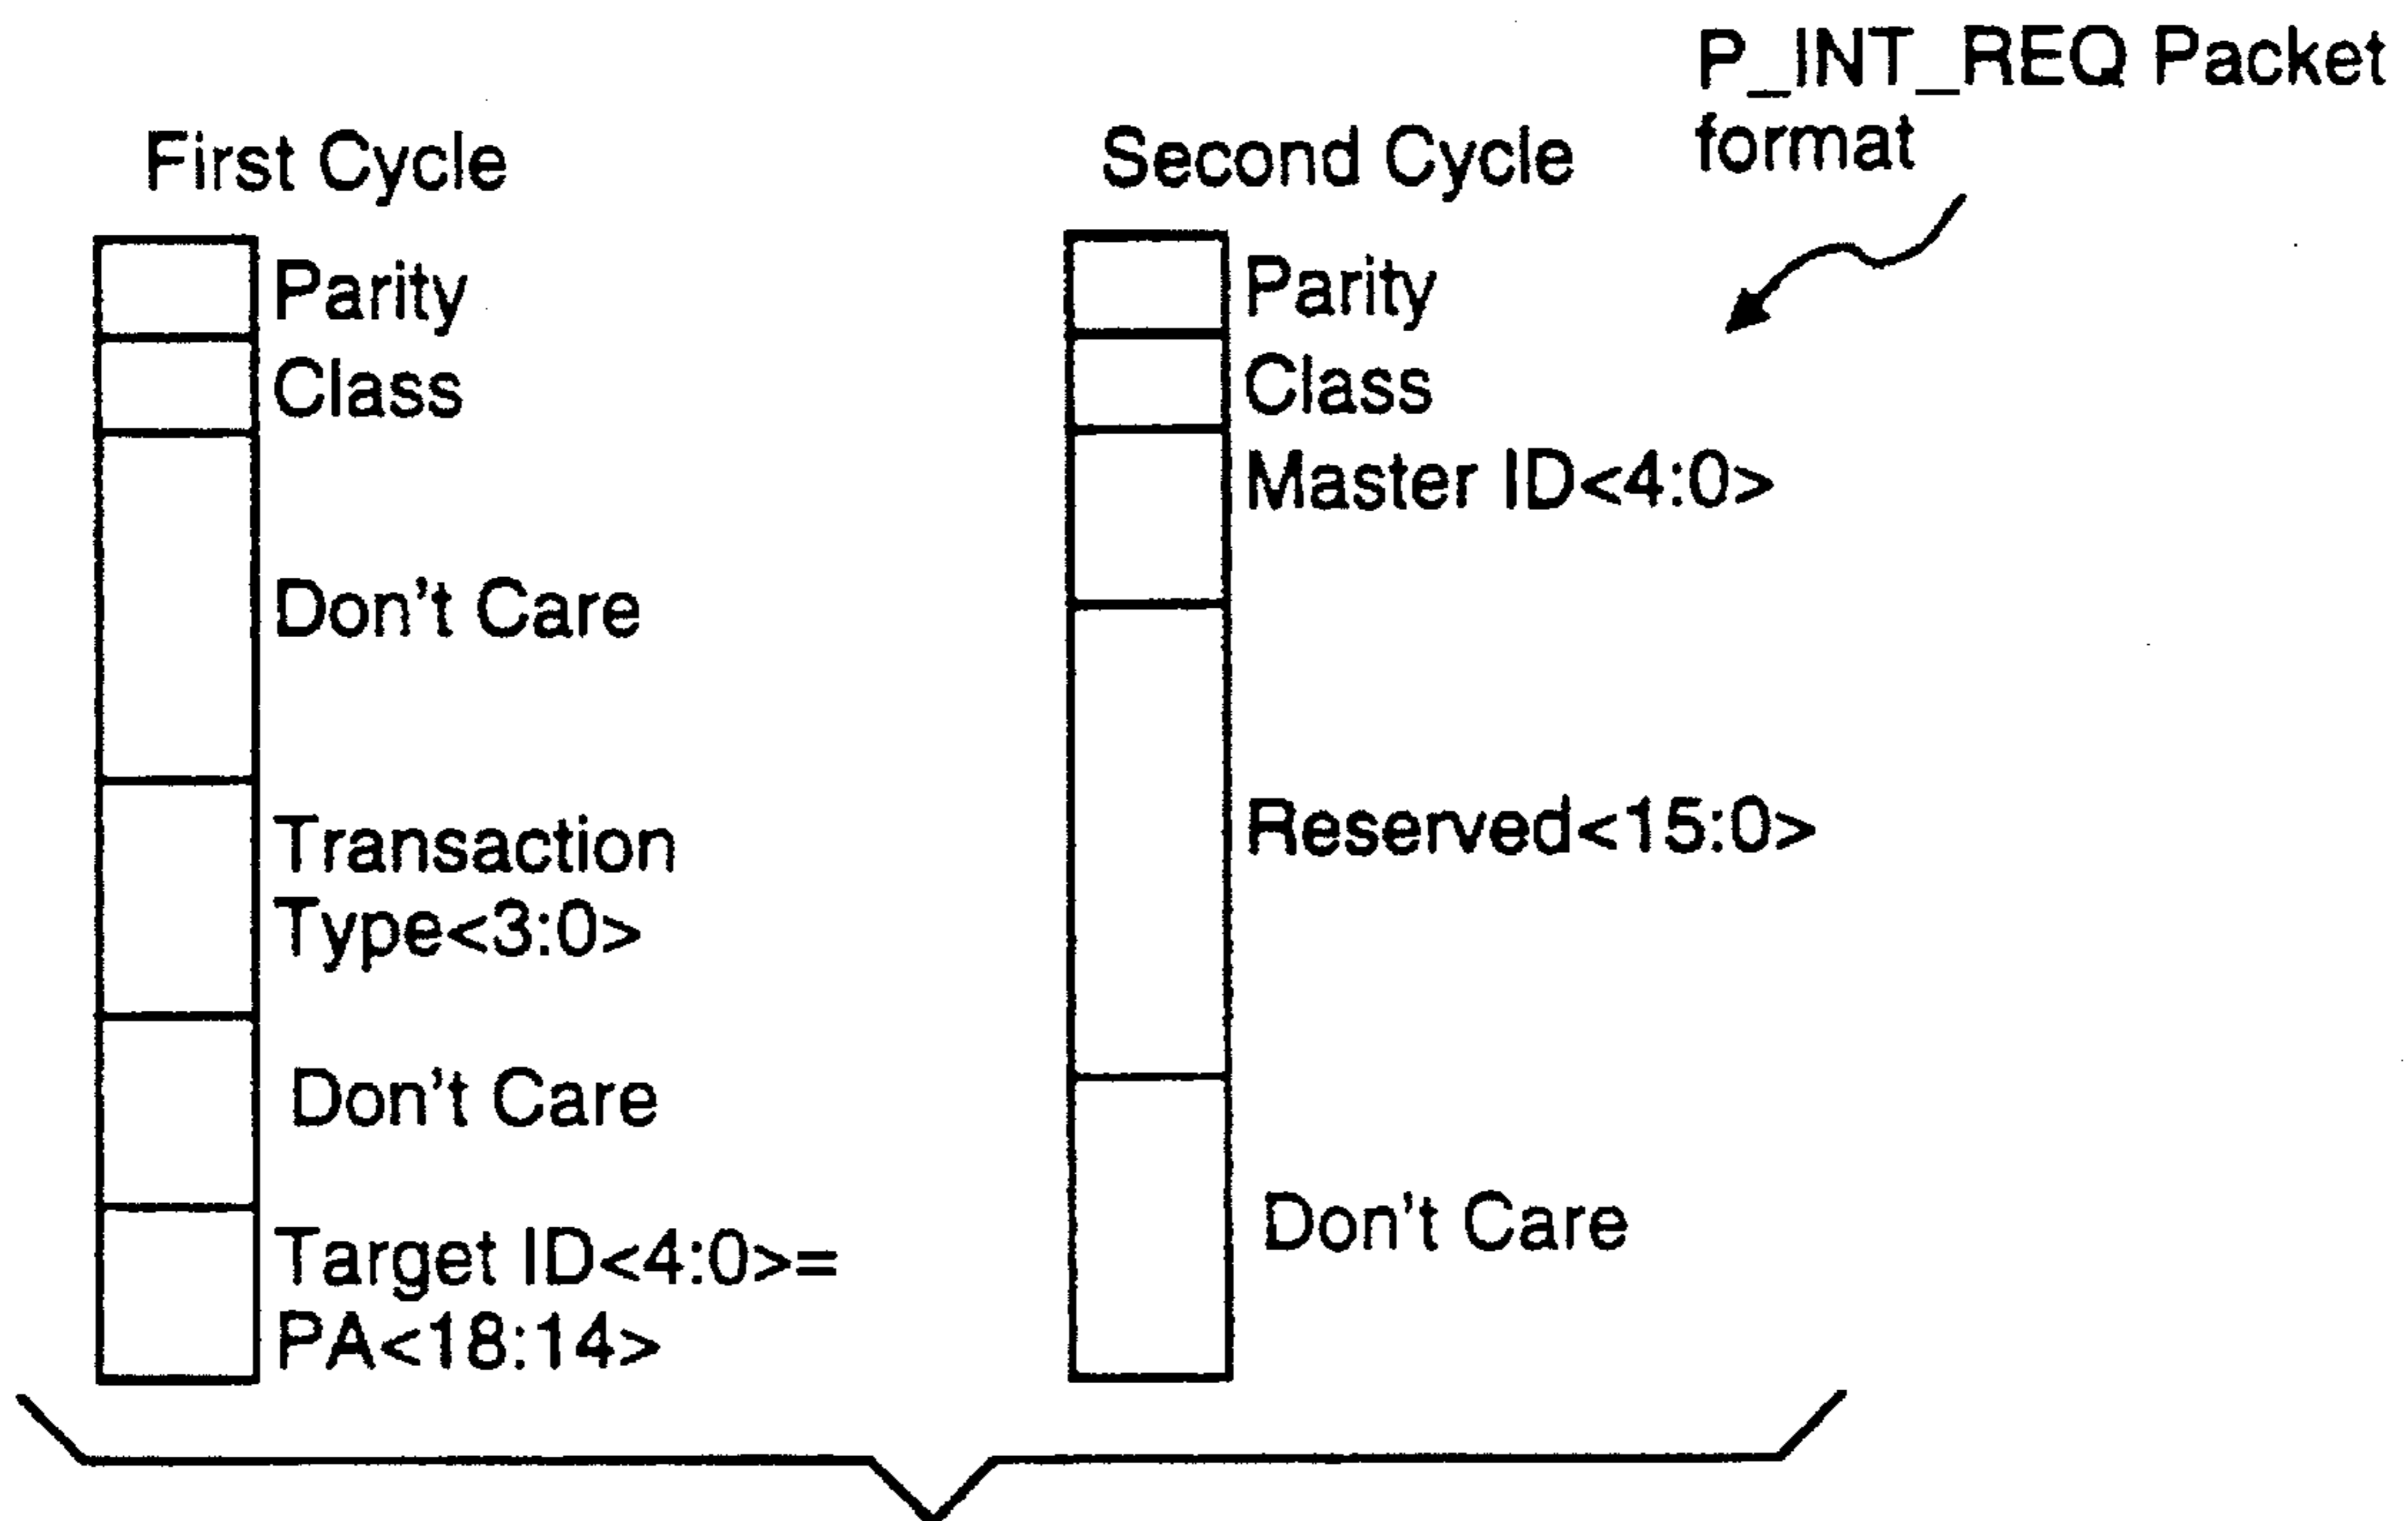 P_INT_REQ Packet
format
First Cycle
Parity
Class
Don't Care
Transaction
Type<3:0>
Don't Care
Target ID<4:0>=
PA<18:14>
Second Cycle
Parity
Class
Master ID<4:0>
Reserved<15:0>
Don't Care